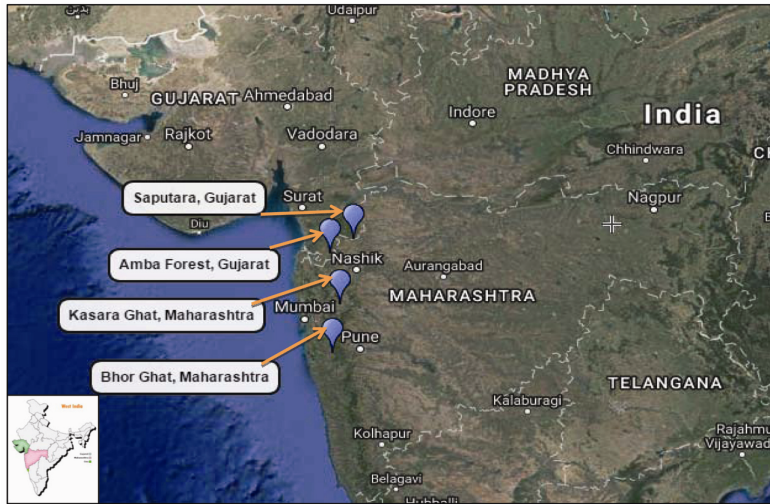 Udaipur
MADHYA
PRADESH
Bhuj
GUJARAT
Ahmedabad
Indore
India
Jamnagar
Rajkot
Vadodara
Chhindwara
Saputara, Gujarat
Surat
Nagpur
Diu
Amba Forest, Gujarat
Nashik
Aurangabad
Kasara Ghat, Maharashtra
Mumbai
MAHARASHTRA
Bhor Ghat, Maharashtra
Pune
TELANGANA
West India
Kalaburagi
Kolhapur
Rajahmu
Vijayawad
Belagavi
Hubballi